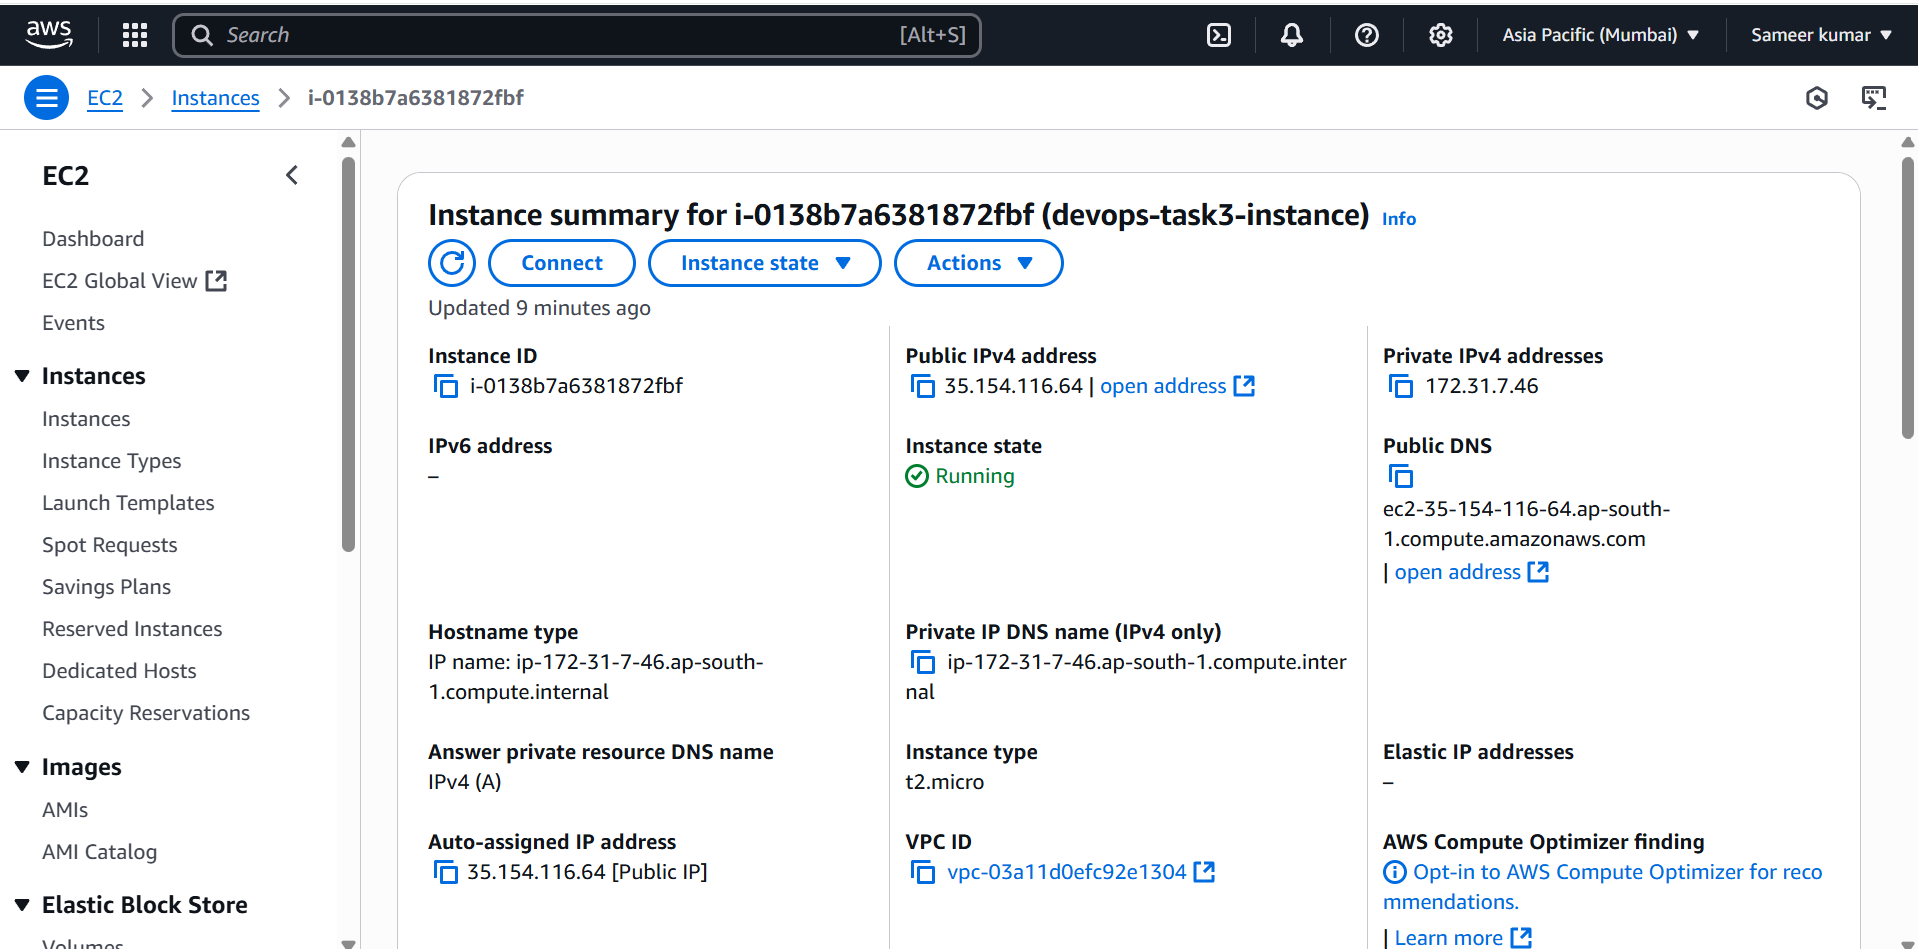 aws
Search
[Alt+S]
Asia Pacific (Mumbai)
Sameer kumar
EC2
Instances
i-0138b7a6381872fbf
EC2
Dashboard
EC2 Global View
Events
Instances
Instances
Instance Types
Launch Templates
Spot Requests
Savings Plans
Reserved Instances
Dedicated Hosts
Capacity Reservations
Images
AMIs
AMI Catalog
Elastic Block Store
Volumes
Instance summary for i-0138b7a6381872fbf (devops-task3-instance) Info
Connect
Instance state
Actions
Updated 9 minutes ago
Instance ID
i-0138b7a6381872fbf
Public IPv4 address
35.154.116.64 | open address
Private IPv4 addresses
172.31.7.46
IPv6 address
–
Instance state
Running
Public DNS
ec2-35-154-116-64.ap-south-
1.compute.amazonaws.com
| open address
Hostname type
IP name: ip-172-31-7-46.ap-south-
1.compute.internal
Private IP DNS name (IPv4 only)
ip-172-31-7-46.ap-south-1.compute.inter
nal
Answer private resource DNS name
IPv4 (A)
Instance type
t2.micro
Elastic IP addresses
–
Auto-assigned IP address
35.154.116.64 [Public IP]
VPC ID
vpc-03a11d0efc92e1304
AWS Compute Optimizer finding
Opt-in to AWS Compute Optimizer for reco
mmendations.
| Learn more